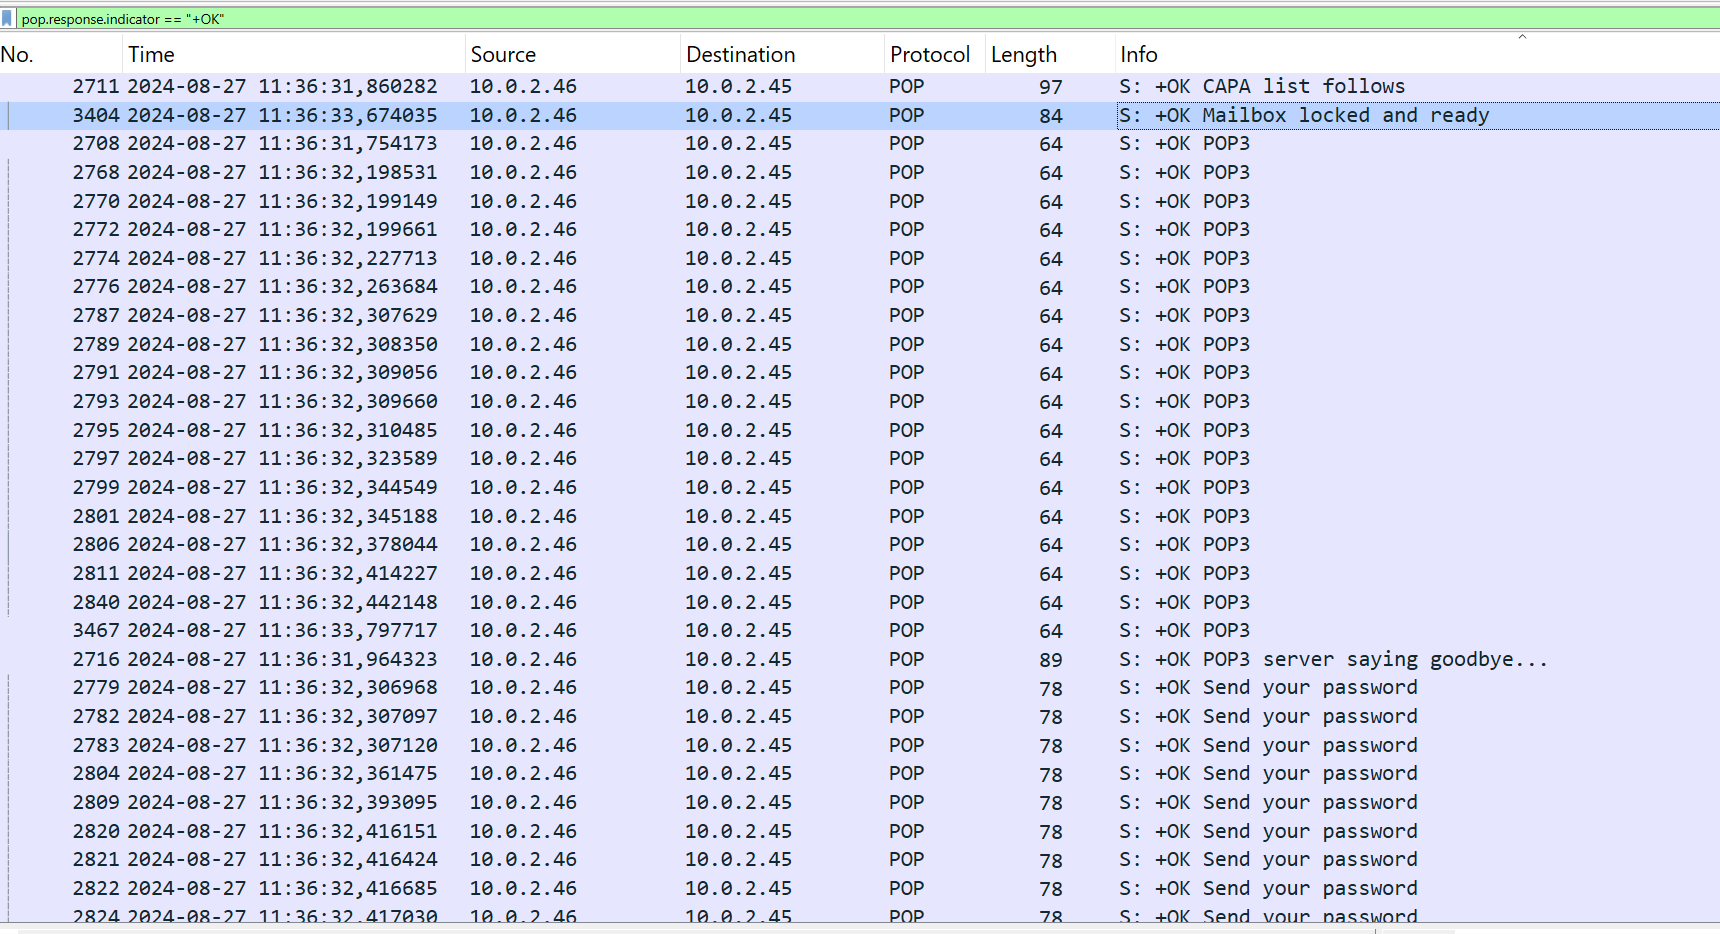 pop.response.indicator == "+OK"
No. Time Source Destination Protocol Length Info
2711 2024-08-27 11:36:31,860282 10.0.2.46 10.0.2.45 POP 97 S: +OK CAPA list follows
3404 2024-08-27 11:36:33,674035 10.0.2.46 10.0.2.45 POP 84 S: +OK Mailbox locked and ready
2708 2024-08-27 11:36:31,754173 10.0.2.46 10.0.2.45 POP 64 S: +OK POP3
2768 2024-08-27 11:36:32,198531 10.0.2.46 10.0.2.45 POP 64 S: +OK POP3
2770 2024-08-27 11:36:32,199149 10.0.2.46 10.0.2.45 POP 64 S: +OK POP3
2772 2024-08-27 11:36:32,199661 10.0.2.46 10.0.2.45 POP 64 S: +OK POP3
2774 2024-08-27 11:36:32,227713 10.0.2.46 10.0.2.45 POP 64 S: +OK POP3
2776 2024-08-27 11:36:32,263684 10.0.2.46 10.0.2.45 POP 64 S: +OK POP3
2787 2024-08-27 11:36:32,307629 10.0.2.46 10.0.2.45 POP 64 S: +OK POP3
2789 2024-08-27 11:36:32,308350 10.0.2.46 10.0.2.45 POP 64 S: +OK POP3
2791 2024-08-27 11:36:32,309056 10.0.2.46 10.0.2.45 POP 64 S: +OK POP3
2793 2024-08-27 11:36:32,309660 10.0.2.46 10.0.2.45 POP 64 S: +OK POP3
2795 2024-08-27 11:36:32,310485 10.0.2.46 10.0.2.45 POP 64 S: +OK POP3
2797 2024-08-27 11:36:32,323589 10.0.2.46 10.0.2.45 POP 64 S: +OK POP3
2799 2024-08-27 11:36:32,344549 10.0.2.46 10.0.2.45 POP 64 S: +OK POP3
2801 2024-08-27 11:36:32,345188 10.0.2.46 10.0.2.45 POP 64 S: +OK POP3
2806 2024-08-27 11:36:32,378044 10.0.2.46 10.0.2.45 POP 64 S: +OK POP3
2811 2024-08-27 11:36:32,414227 10.0.2.46 10.0.2.45 POP 64 S: +OK POP3
2840 2024-08-27 11:36:32,442148 10.0.2.46 10.0.2.45 POP 64 S: +OK POP3
3467 2024-08-27 11:36:33,797717 10.0.2.46 10.0.2.45 POP 64 S: +OK POP3
2716 2024-08-27 11:36:31,964323 10.0.2.46 10.0.2.45 POP 89 S: +OK POP3 server saying goodbye...
2779 2024-08-27 11:36:32,306968 10.0.2.46 10.0.2.45 POP 78 S: +OK Send your password
2782 2024-08-27 11:36:32,307097 10.0.2.46 10.0.2.45 POP 78 S: +OK Send your password
2783 2024-08-27 11:36:32,307120 10.0.2.46 10.0.2.45 POP 78 S: +OK Send your password
2804 2024-08-27 11:36:32,361475 10.0.2.46 10.0.2.45 POP 78 S: +OK Send your password
2809 2024-08-27 11:36:32,393095 10.0.2.46 10.0.2.45 POP 78 S: +OK Send your password
2820 2024-08-27 11:36:32,416151 10.0.2.46 10.0.2.45 POP 78 S: +OK Send your password
2821 2024-08-27 11:36:32,416424 10.0.2.46 10.0.2.45 POP 78 S: +OK Send your password
2822 2024-08-27 11:36:32,416685 10.0.2.46 10.0.2.45 POP 78 S: +OK Send your password
2824 2024-08-27 11:36:32,417030 10.0.2.46 10.0.2.45 POP 78 S: +OK Send your password